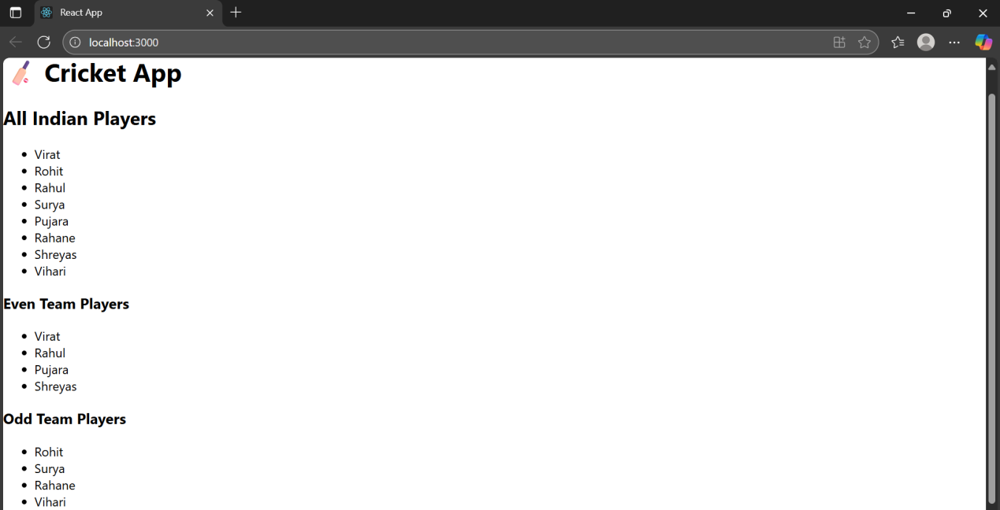 React App
localhost:3000
Cricket App
All Indian Players
Virat
Rohit
Rahul
Surya
Pujara
Rahane
Shreyas
Vihari
Even Team Players
Virat
Rahul
Pujara
Shreyas
Odd Team Players
Rohit
Surya
Rahane
Vihari